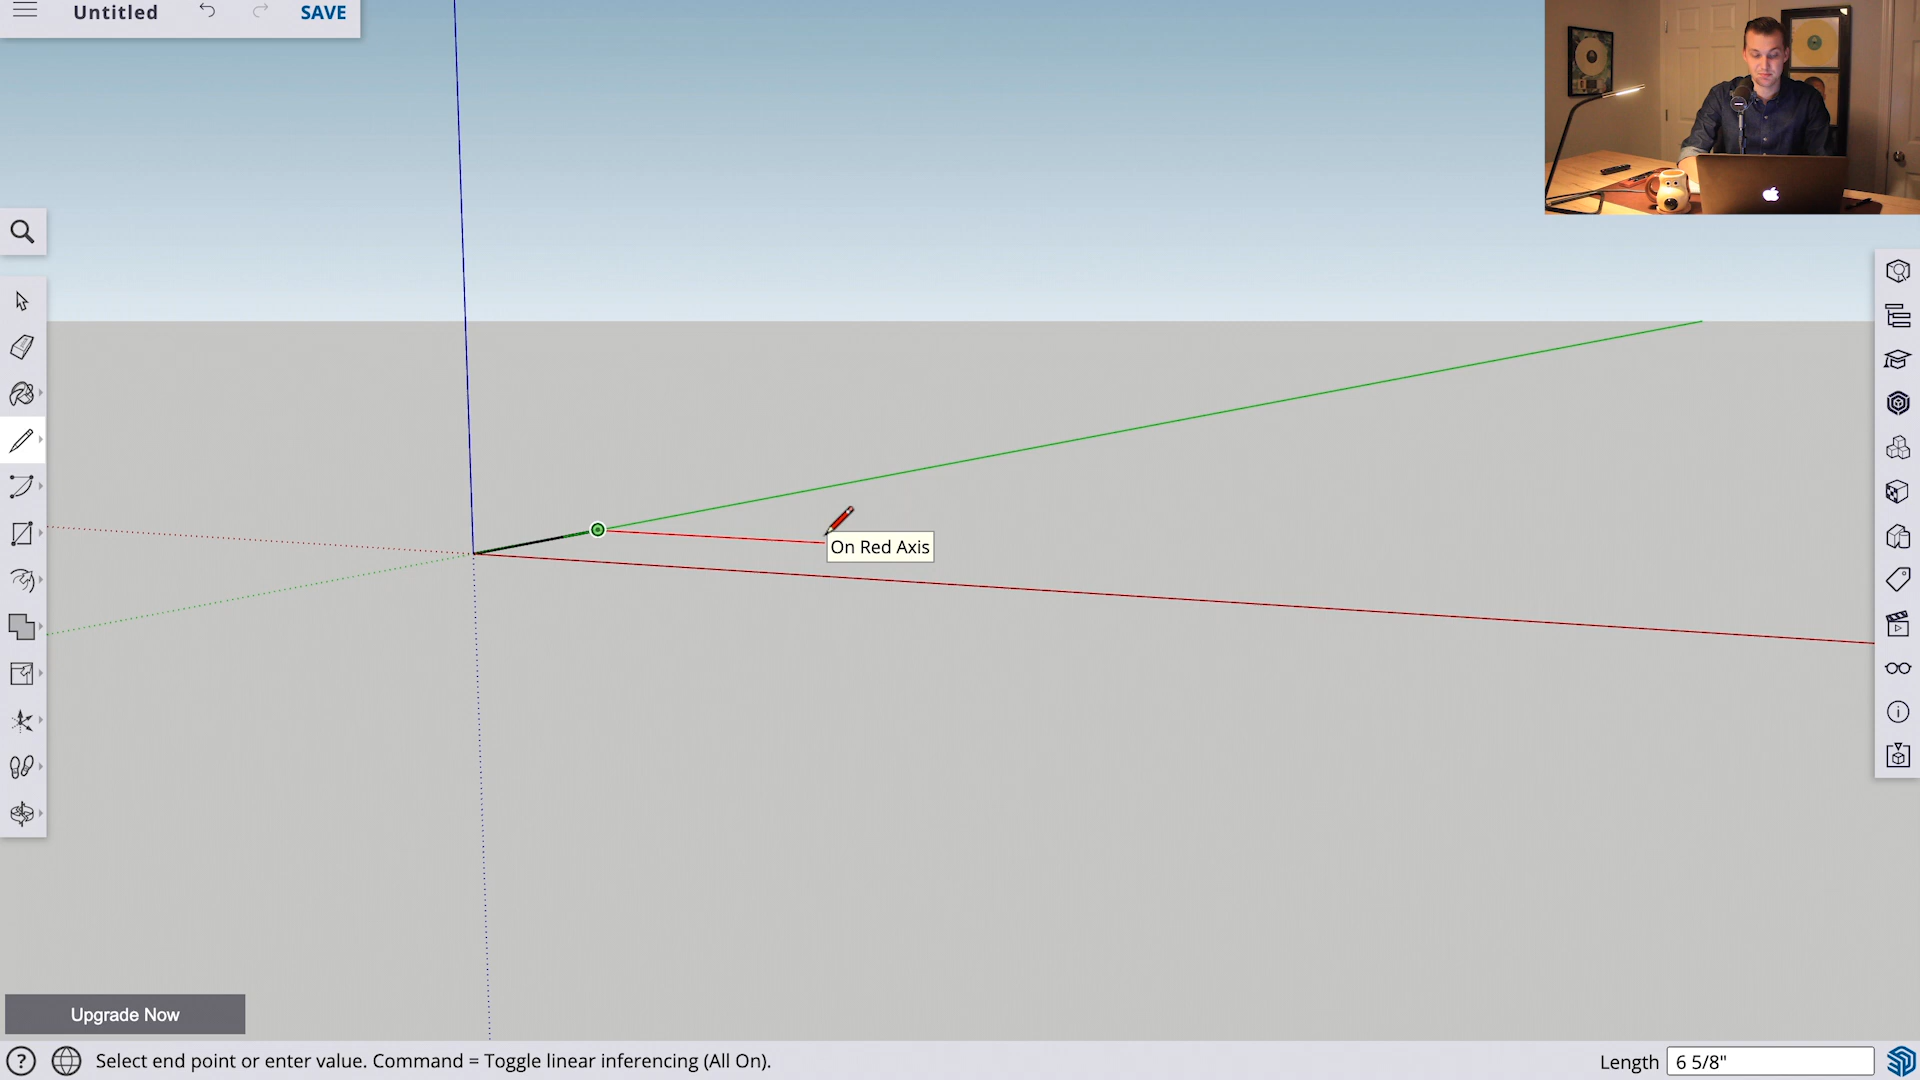 Untitled
SAVE
On Red Axis
Upgrade Now
Select end point or enter value. Command = Toggle linear inferencing (All On).
Length 6 5/8"